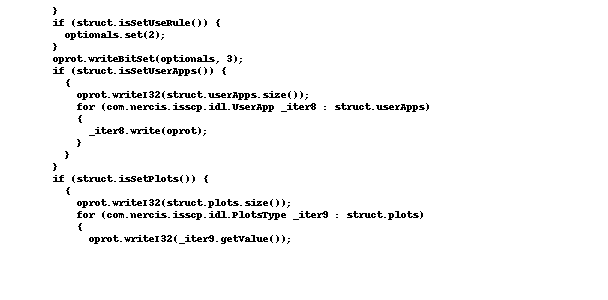 }
if (struct.isSetUseRule()) {
optionals.set(2);
}
oprot.writeBitSet(optionals, 3);
if (struct.isSetUserApps()) {
{
oprot.writeI32(struct.userApps.size());
for (com.nercis.isscp.idl.UserApp _iter8 : struct.userApps)
{
_iter8.write(oprot);
}
}
}
if (struct.isSetPlots()) {
{
oprot.writeI32(struct.plots.size());
for (com.nercis.isscp.idl.PlotsType _iter9 : struct.plots)
{
oprot.writeI32(_iter9.getValue());